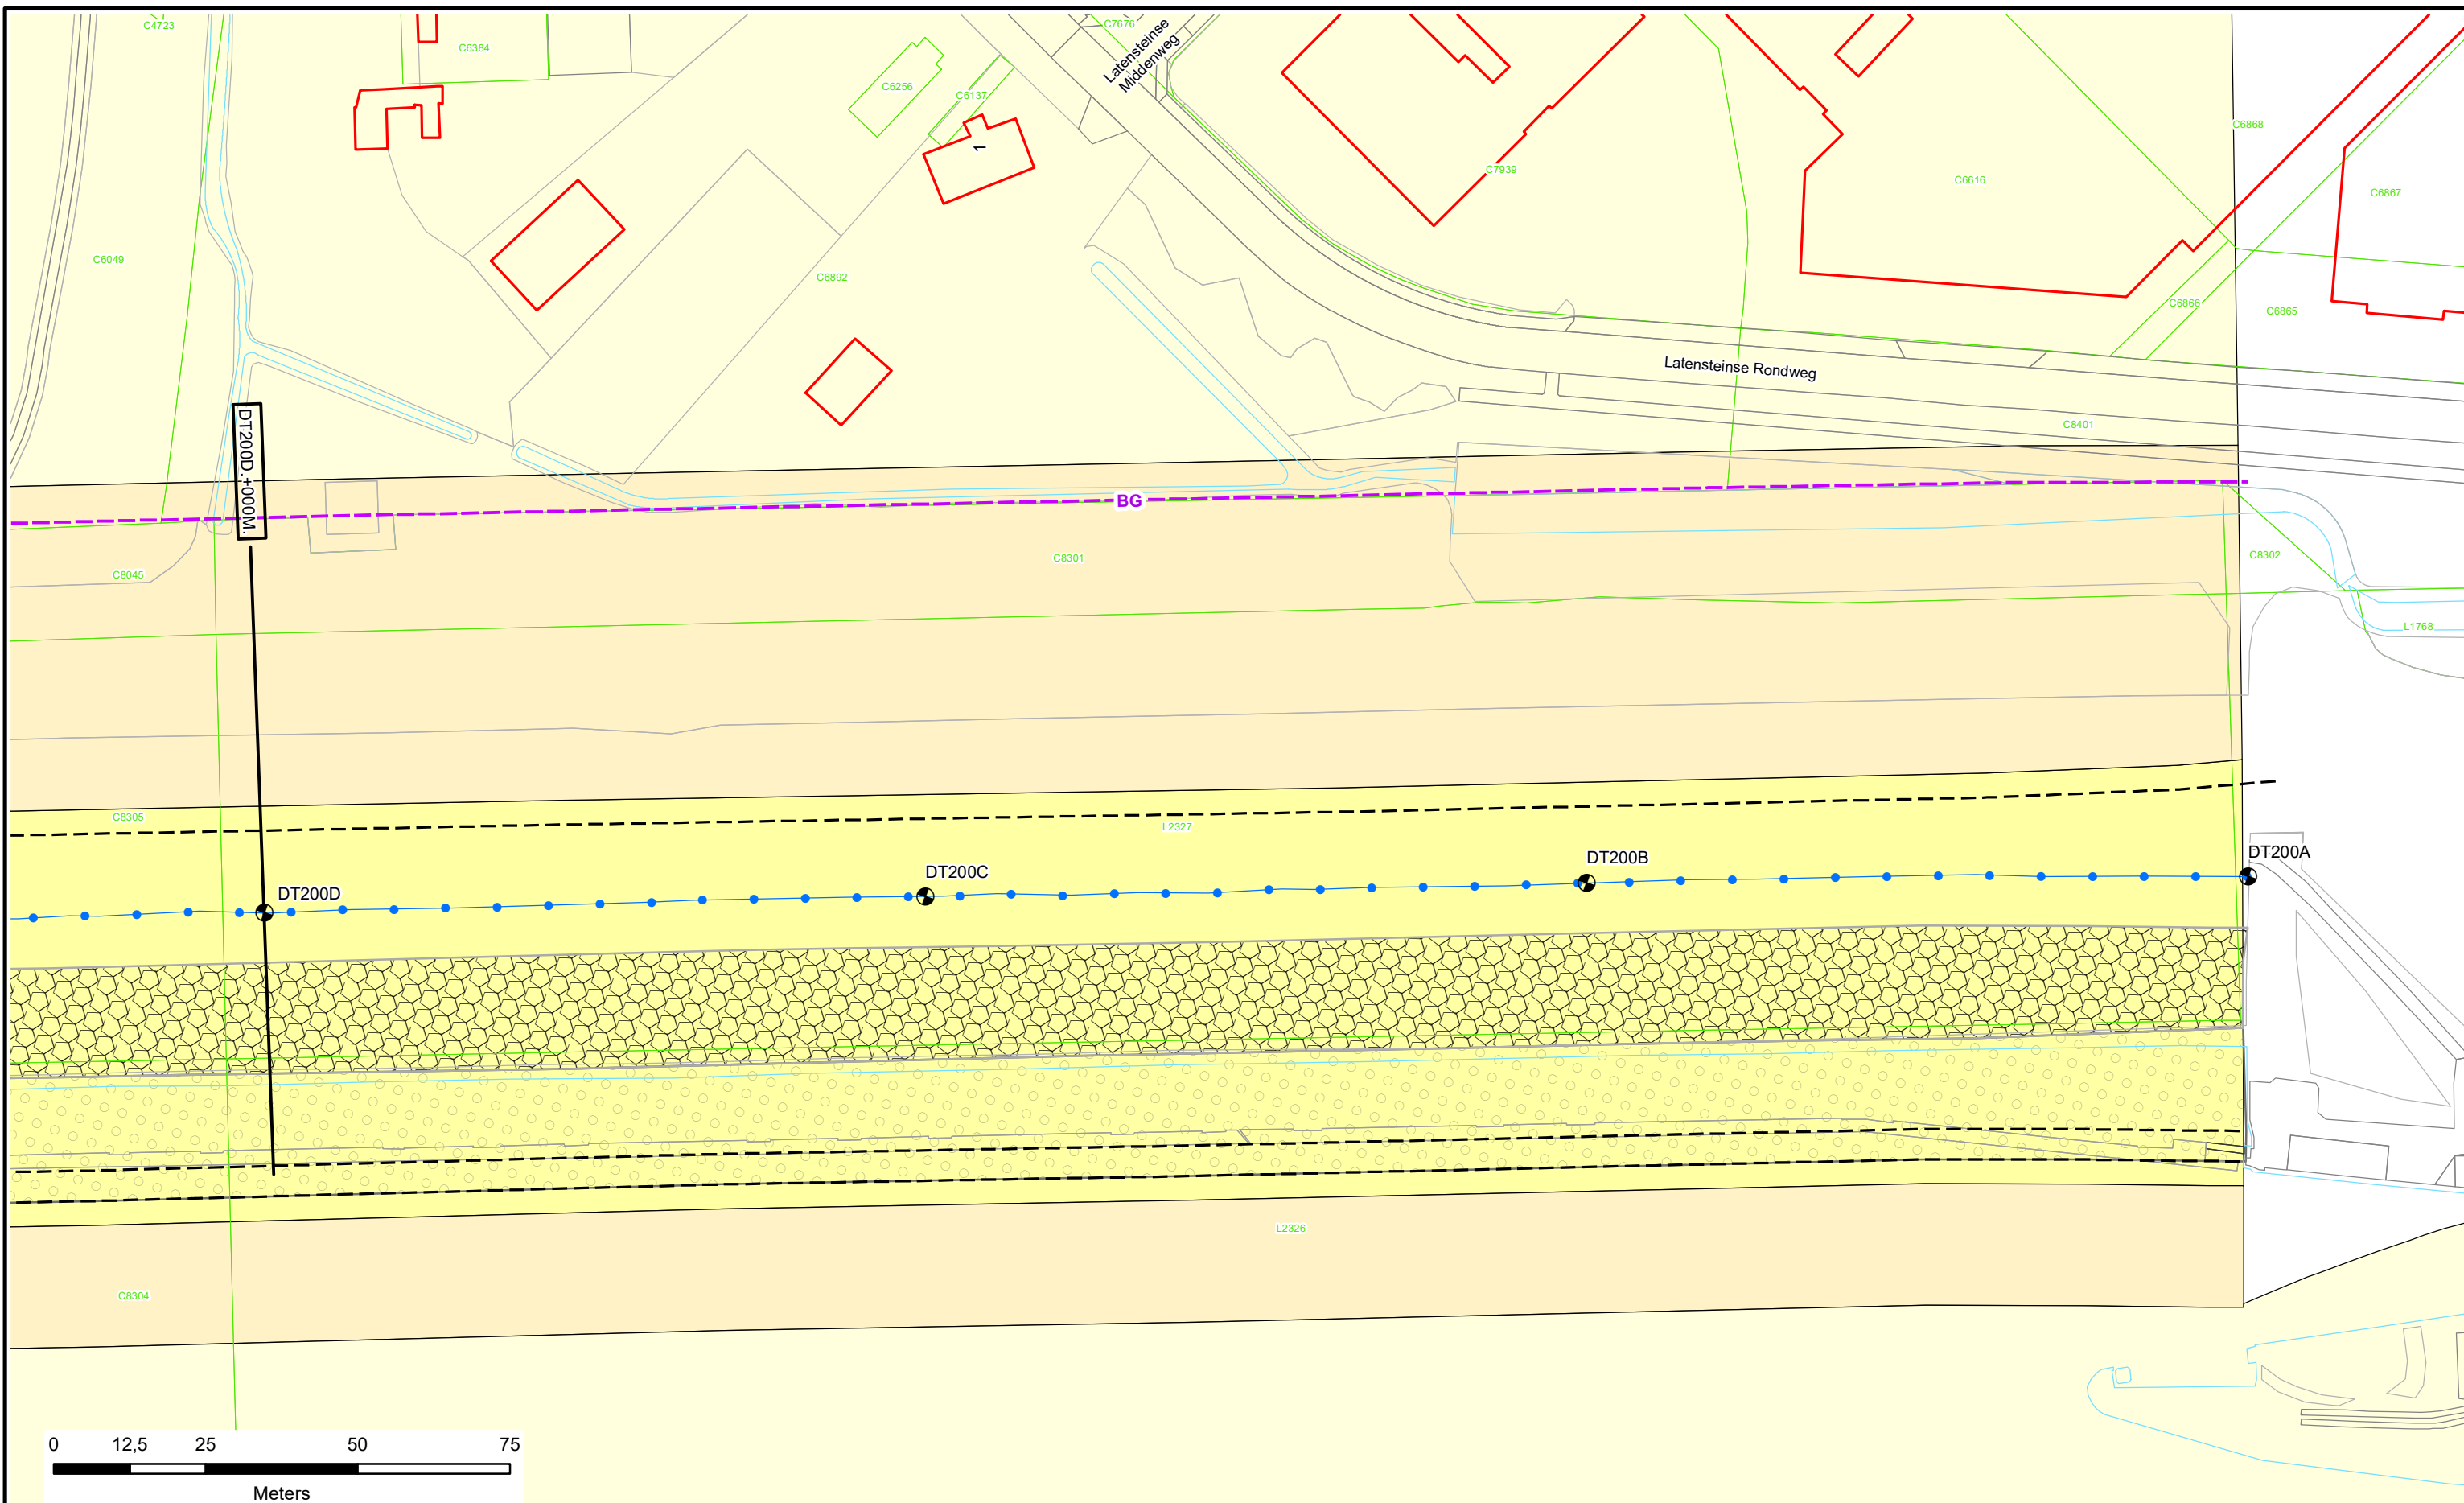 C4723
C6384
C7676
Latensteinse
Middenweg
C6256
C6137
C6868
1
C7939
C6616
C6867
C6049
C6892
C6866
C6865
Latensteinse Rondweg
C8401
DT200D.+000M.
BG
C8301
C8302
C8045
L1768
C8305
L2327
DT200A
DT200B
DT200C
DT200D
L2326
C8304
0 12,5 25 50 75
Meters